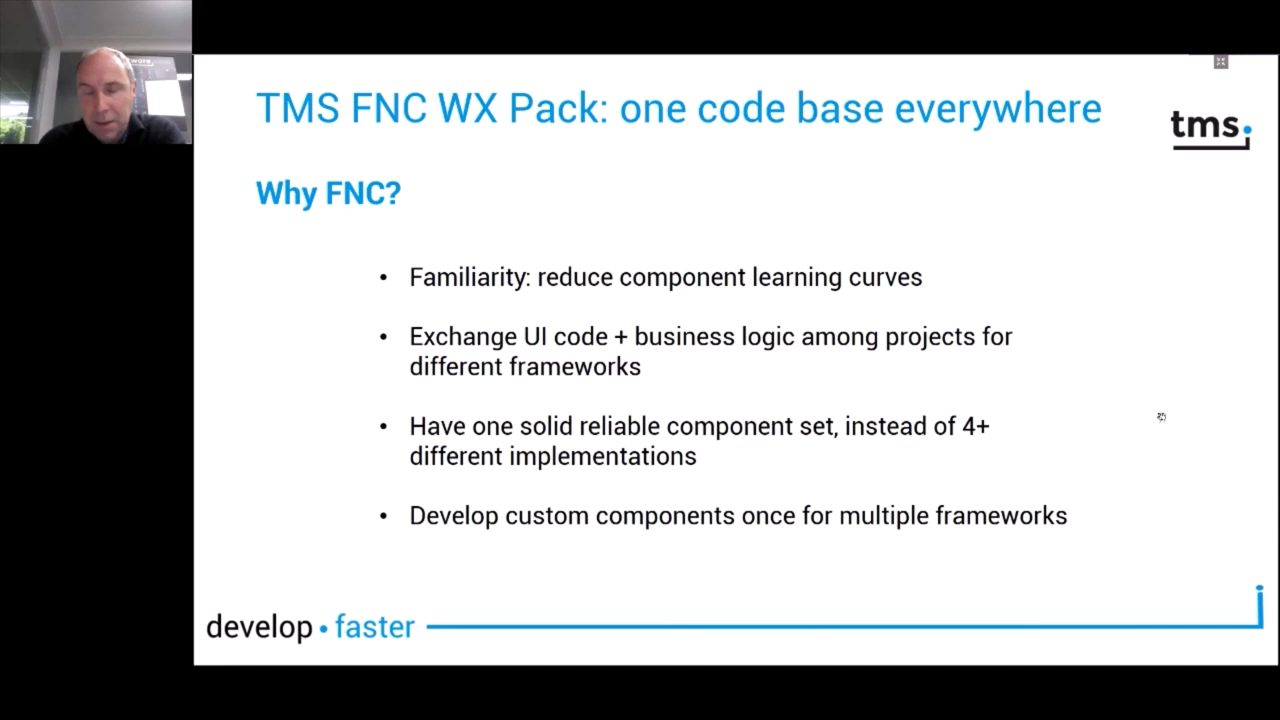 TMS FNC WX Pack: one code base everywhere
tms.
Why FNC?
• Familiarity: reduce component learning curves
• Exchange UI code + business logic among projects for
different frameworks
• Have one solid reliable component set, instead of 4+
different implementations
• Develop custom components once for multiple frameworks
develop • faster